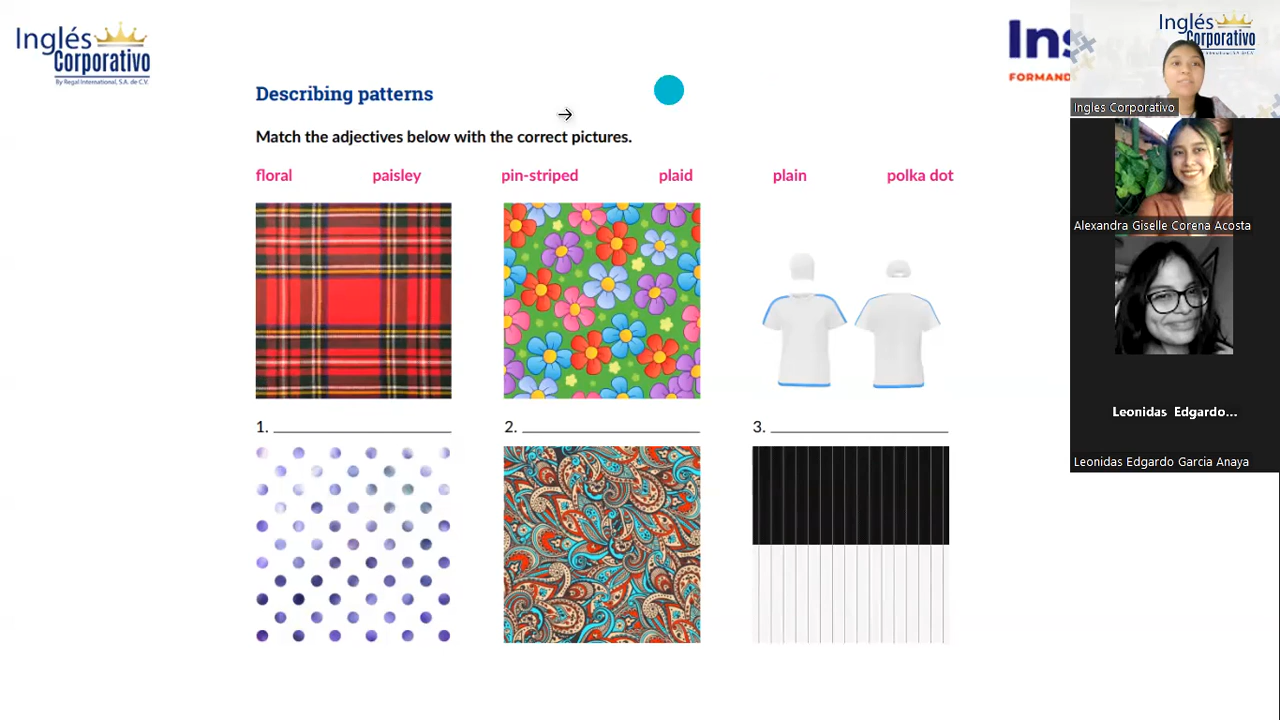 Inglés
Corporativo
By Regal International, S.A. de C.V.
Ins
FORMAND
Describing patterns
Match the adjectives below with the correct pictures.
floral paisley pin-striped plaid plain polka dot
1. 2. 3.
Inglés
Corporativo
Ingles Corporativo
Alexandra Giselle Corena Acosta
Leonidas Edgardo...
Leonidas Edgardo Garcia Anaya